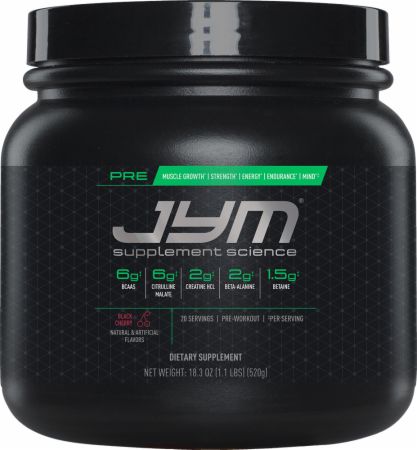 PRE MUSCLE GROWTH† | STRENGTH† | ENERGY† | ENDURANCE† | MIND†²
JYM®
supplement science
6g‡ 6g‡ 2g‡ 2g‡ 1.5g‡
BCAAS CITRULLINE MALATE CREATINE HCL BETA-ALANINE BETAINE
BLACK CHERRY
NATURAL & ARTIFICIAL FLAVORS
20 SERVINGS | PRE-WORKOUT | ‡PER SERVING
DIETARY SUPPLEMENT
NET WEIGHT: 18.3 OZ (1.1 LBS) (520g)